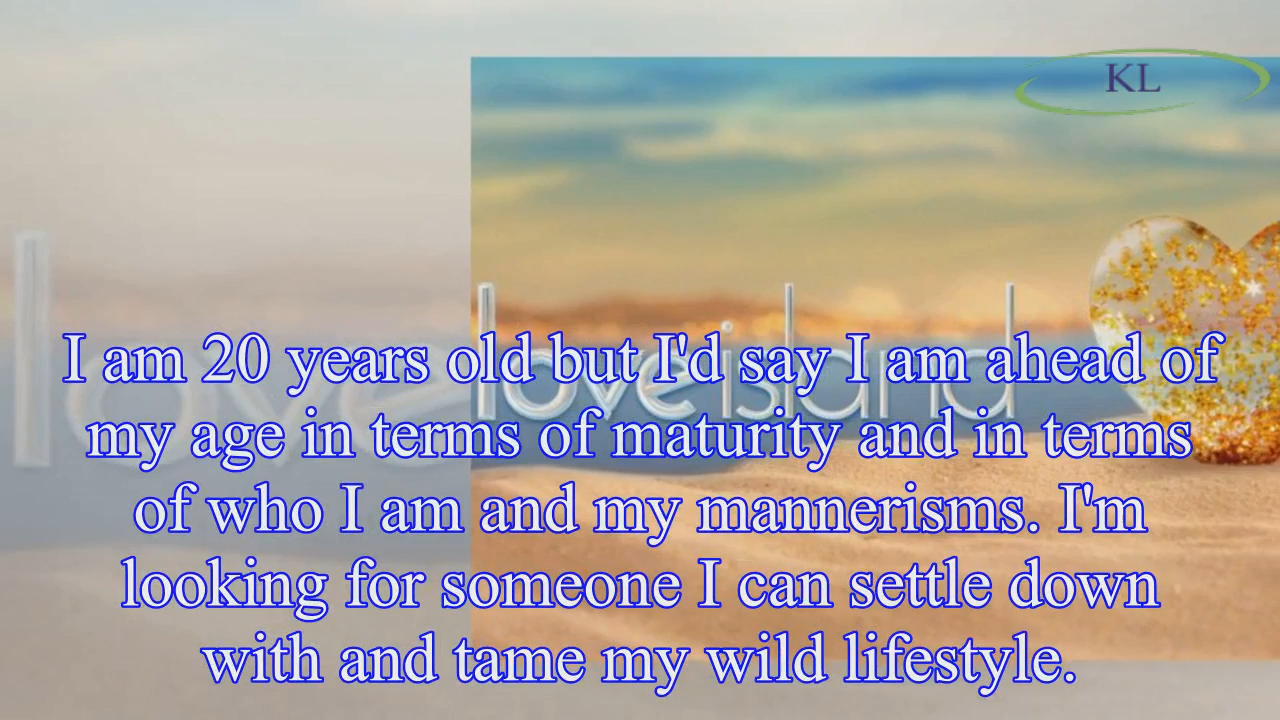 KL
love island
love
I am 20 years old but I'd say I am ahead of
my age in terms of maturity and in terms
of who I am and my mannerisms. I'm
looking for someone I can settle down
with and tame my wild lifestyle.